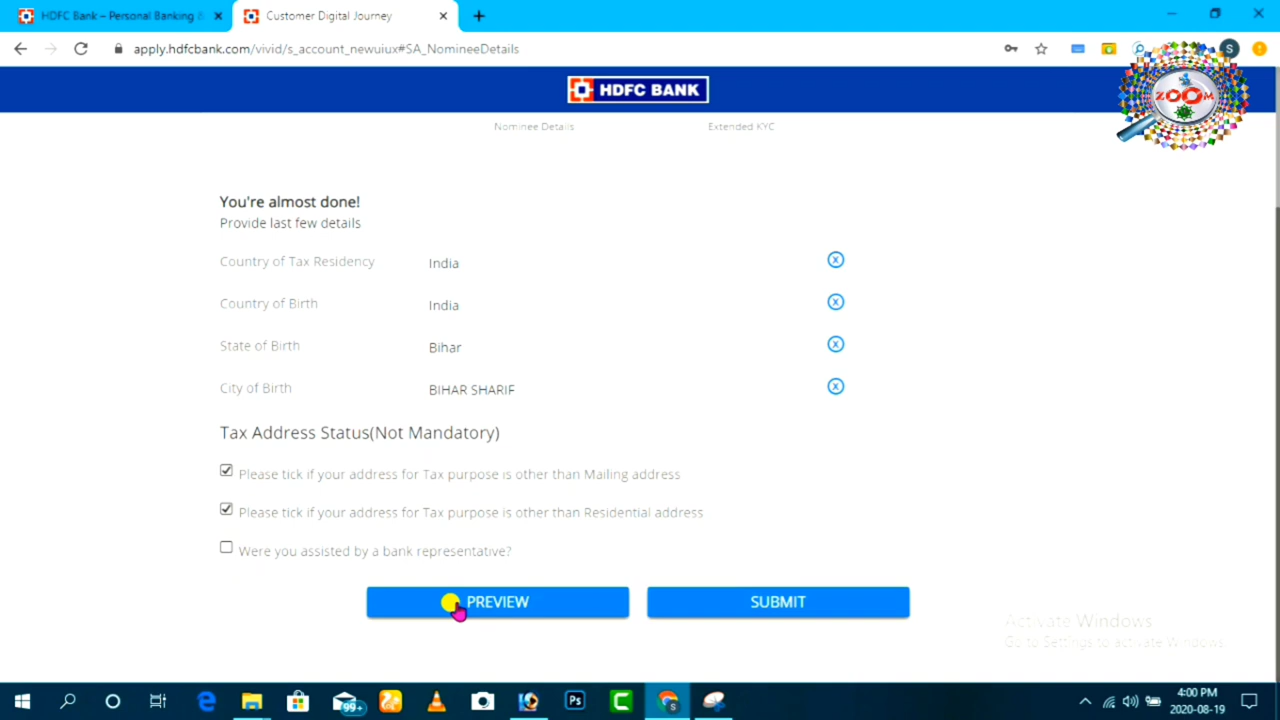 HDFC Bank – Personal Banking &
Customer Digital Journey
apply.hdfcbank.com/vivid/s_account_newuiux#SA_NomineeDetails
S
HDFC BANK
ZOOM
Nominee Details
Extended KYC
You're almost done!
Provide last few details
Country of Tax Residency India
Country of Birth India
State of Birth Bihar
City of Birth BIHAR SHARIF
Tax Address Status(Not Mandatory)
Please tick if your address for Tax purpose is other than Mailing address
Please tick if your address for Tax purpose is other than Residential address
Were you assisted by a bank representative?
PREVIEW
SUBMIT
Activate Windows
Go to Settings to activate Windows.
99+
Ps
4:00 PM
2020-08-19